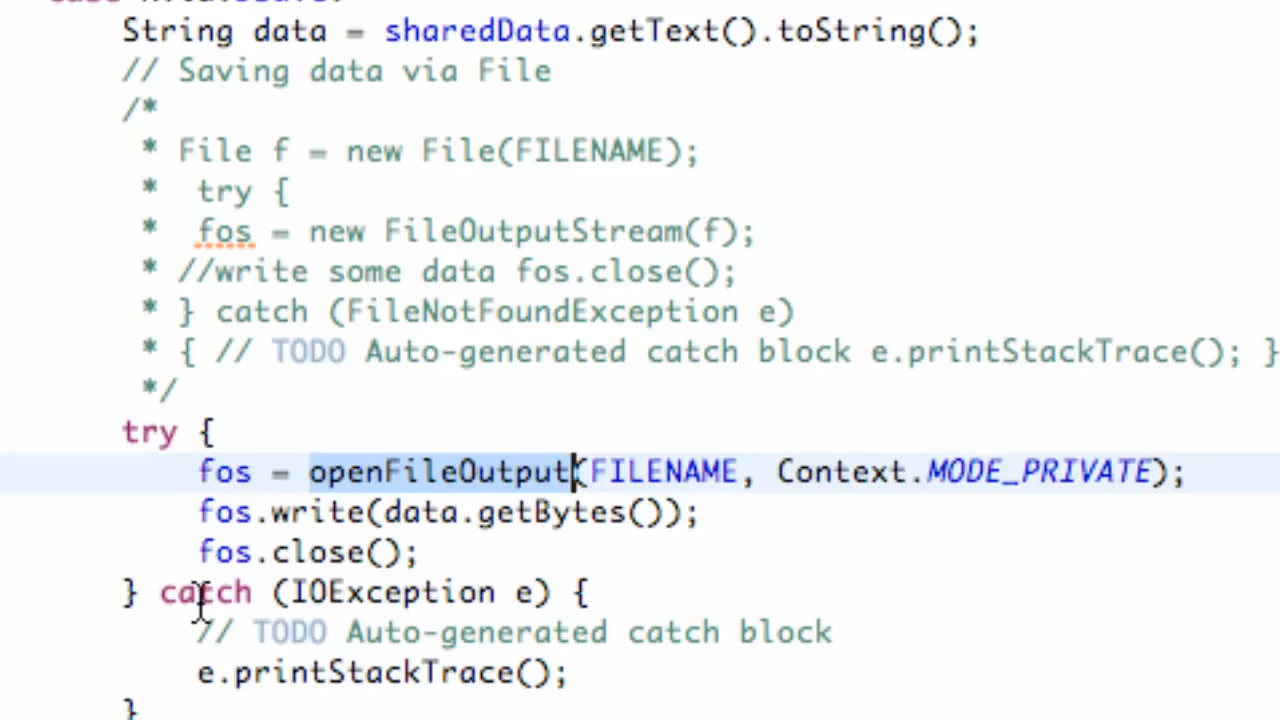 String data = sharedData.getText().toString();
// Saving data via File
/*
* File f = new File(FILENAME);
* try {
* fos = new FileOutputStream(f);
* //write some data fos.close();
* } catch (FileNotFoundException e)
* { // TODO Auto-generated catch block e.printStackTrace(); }
*/
try {
fos = openFileOutput(FILENAME, Context.MODE_PRIVATE);
fos.write(data.getBytes());
fos.close();
} catch (IOException e) {
// TODO Auto-generated catch block
e.printStackTrace();
}